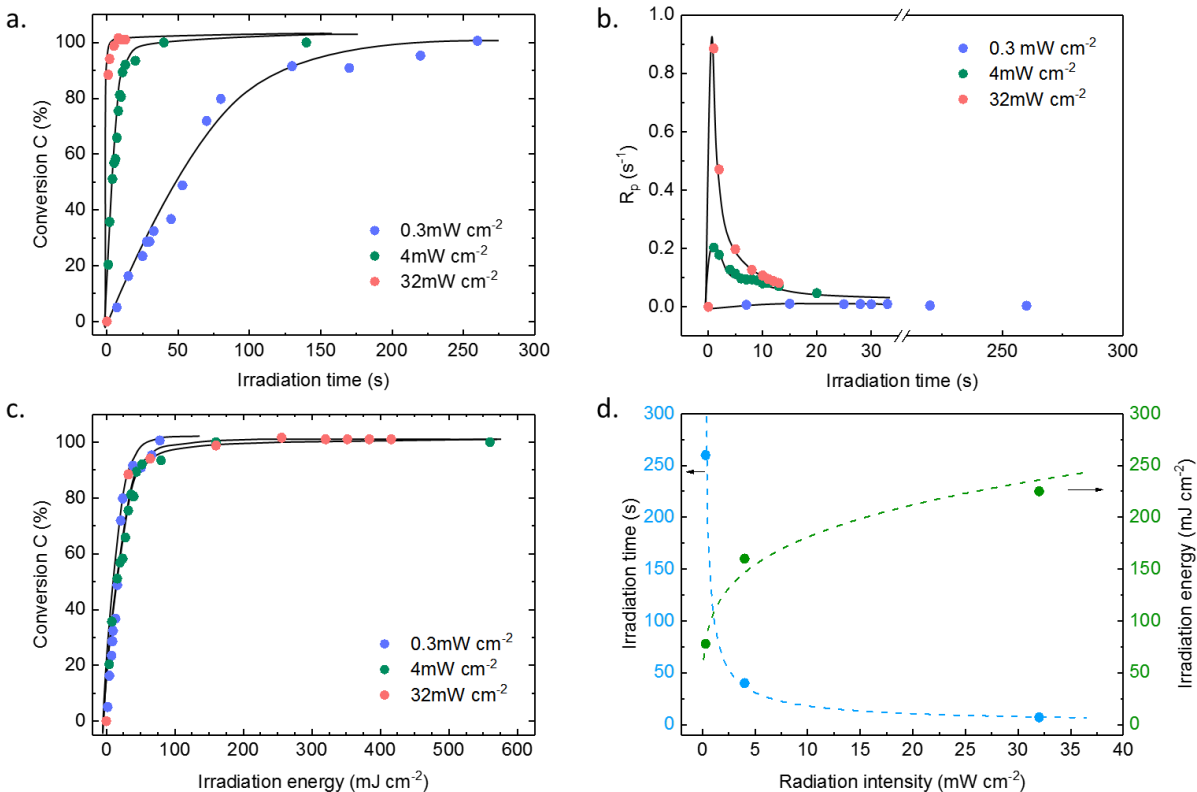 a.
100
80
60
40
20
0
Conversion C (%)
0.3mW cm-2
4mW cm-2
32mW cm-2
0 50 100 150 200 250 300
Irradiation time (s)
b.
1.0
0.8
0.6
0.4
0.2
0.0
Rp (s-1)
0.3 mW cm-2
4mW cm-2
32mW cm-2
0 10 20 30 250 300
Irradiation time (s)
c.
100
80
60
40
20
0
Conversion C (%)
0.3mW cm-2
4mW cm-2
32mW cm-2
0 100 200 300 400 500 600
Irradiation energy (mJ cm-2)
d.
300
250
200
150
100
50
0
Irradiation time (s)
300
250
200
150
100
50
0
Irradiation energy (mJ cm-2)
0 5 10 15 20 25 30 35 40
Radiation intensity (mW cm-2)